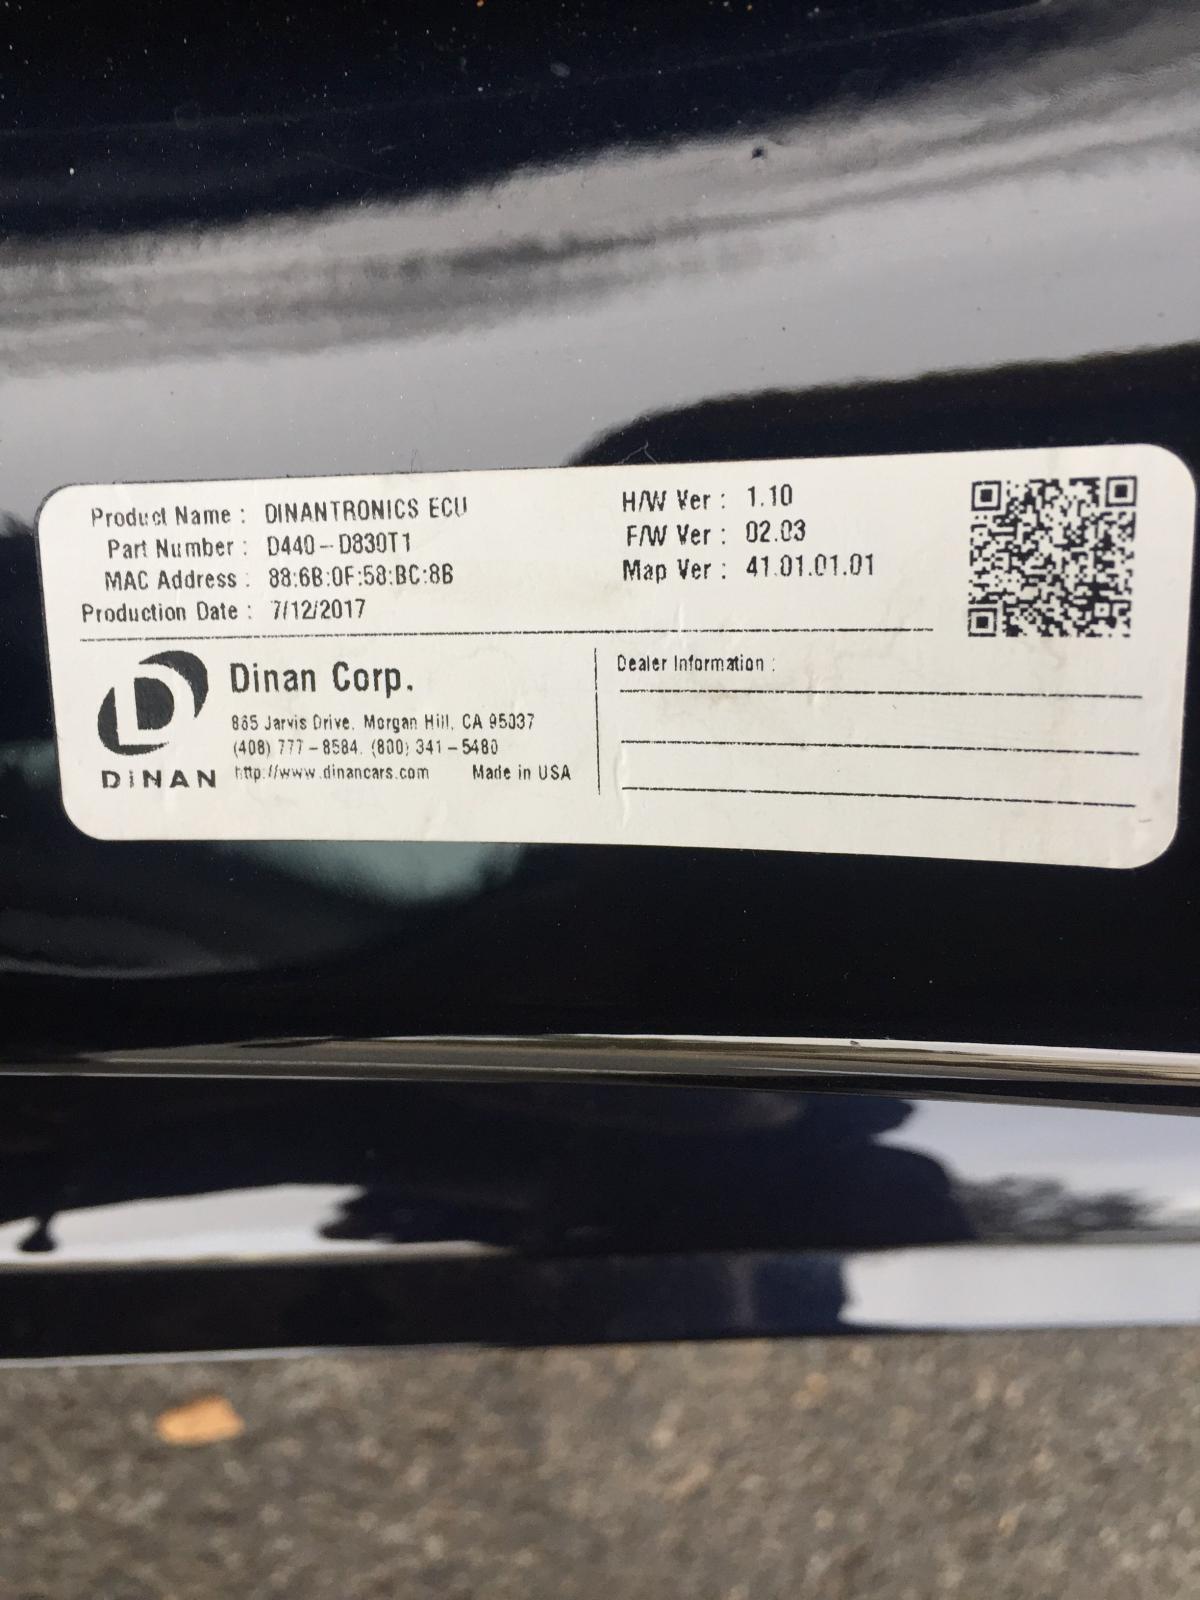 Product Name : DINANTRONICS ECU
Part Number : D440-D830T1
MAC Address : 88:6B:0F:58:BC:8B
Production Date : 7/12/2017
H/W Ver : 1.10
F/W Ver : 02.03
Map Ver : 41.01.01.01
DINAN
Dinan Corp.
865 Jarvis Drive, Morgan Hill, CA 95037
(408) 777-8584, (800) 341-5480
http://www.dinancars.com Made in USA
Dealer Information :